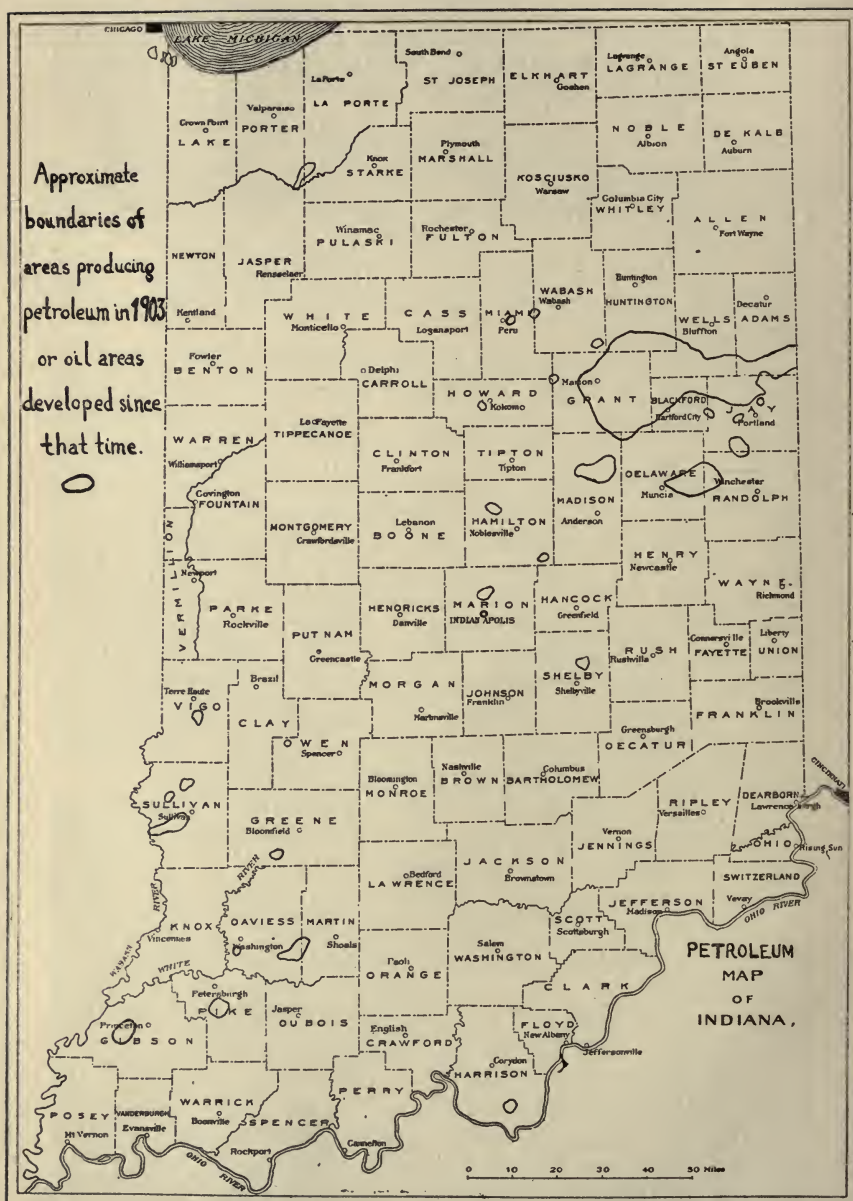 CHICAGO
LAKE MICHIGAN
South Bend
Lagrange
Angola
LAGRANGE
ST EUBEN
La Porte
ST JOSEPH
ELKHART
Goshen
LA PORTE
Valparaiso
PORTER
Crown Point
LAKE
NOBLE
Albion
DE KALB
Auburn
Plymouth
MARSHALL
Knox
STARKE
KOSCIUSKO
Warsaw
Columbia City
WHITLEY
ALLEN
Fort Wayne
Approximate
boundaries of
areas producing
petroleum in 1903
or oil areas
developed since
that time.
Winamac
PULASKI
Rochester
FULTON
NEWTON
JASPER
Rensselaer
Kentland
WHITE
Monticello
CASS
Logansport
MIAMI
Peru
WABASH
Wabash
Huntington
HUNTINGTON
WELLS
Bluffton
Decatur
ADAMS
Fowler
BENTON
Delphi
CARROLL
HOWARD
Kokomo
Marion
GRANT
BLACKFORD
Hartford City
JAY
Portland
WARREN
Williamsport
La Fayette
TIPPECANOE
CLINTON
Frankfort
TIPTON
Tipton
MADISON
Anderson
DELAWARE
Muncie
Winchester
RANDOLPH
Covington
FOUNTAIN
MONTGOMERY
Crawfordsville
Lebanon
BOONE
HAMILTON
Noblesville
HENRY
Newcastle
VERMILLION
Newport
PARKE
Rockville
PUTNAM
Greencastle
HENDRICKS
Danville
MARION
INDIANAPOLIS
HANCOCK
Greenfield
WAYNE.
Richmond
RUSH
Rushville
Connersville
FAYETTE
Liberty
UNION
Terre Haute
VIGO
Brazil
CLAY
OWEN
Spencer
MORGAN
Martinsville
JOHNSON
Franklin
SHELBY
Shelbyville
Greensburgh
DECATUR
Brookville
FRANKLIN
SULLIVAN
Sullivan
GREENE
Bloomfield
Bloomington
MONROE
Nashville
BROWN
Columbus
BARTHOLOMEW
Vernon
JENNINGS
RIPLEY
Versailles
DEARBORN
Lawrenceburgh
CINCINNATI
OHIO
Rising Sun
SWITZERLAND
Vevay
OHIO RIVER
WABASH
RIVER
KNOX
Vincennes
RIVER
DAVIESS
Washington
MARTIN
Shoals
Bedford
LAWRENCE
JACKSON
Brownstown
JEFFERSON
Madison
SCOTT
Scottsburgh
WHITE
Petersburgh
PIKE
Jasper
DUBOIS
Paoli
ORANGE
Salem
WASHINGTON
CLARK
Princeton
GIBSON
English
CRAWFORD
FLOYD
New Albany
Jeffersonville
Corydon
HARRISON
PETROLEUM
MAP
OF
INDIANA,
POSEY
Mt Vernon
VANDERBURGH
Evansville
WARRICK
Boonville
SPENCER
Rockport
PERRY
Cannelton
OHIO RIVER
0 10 20 30 40 50 Miles